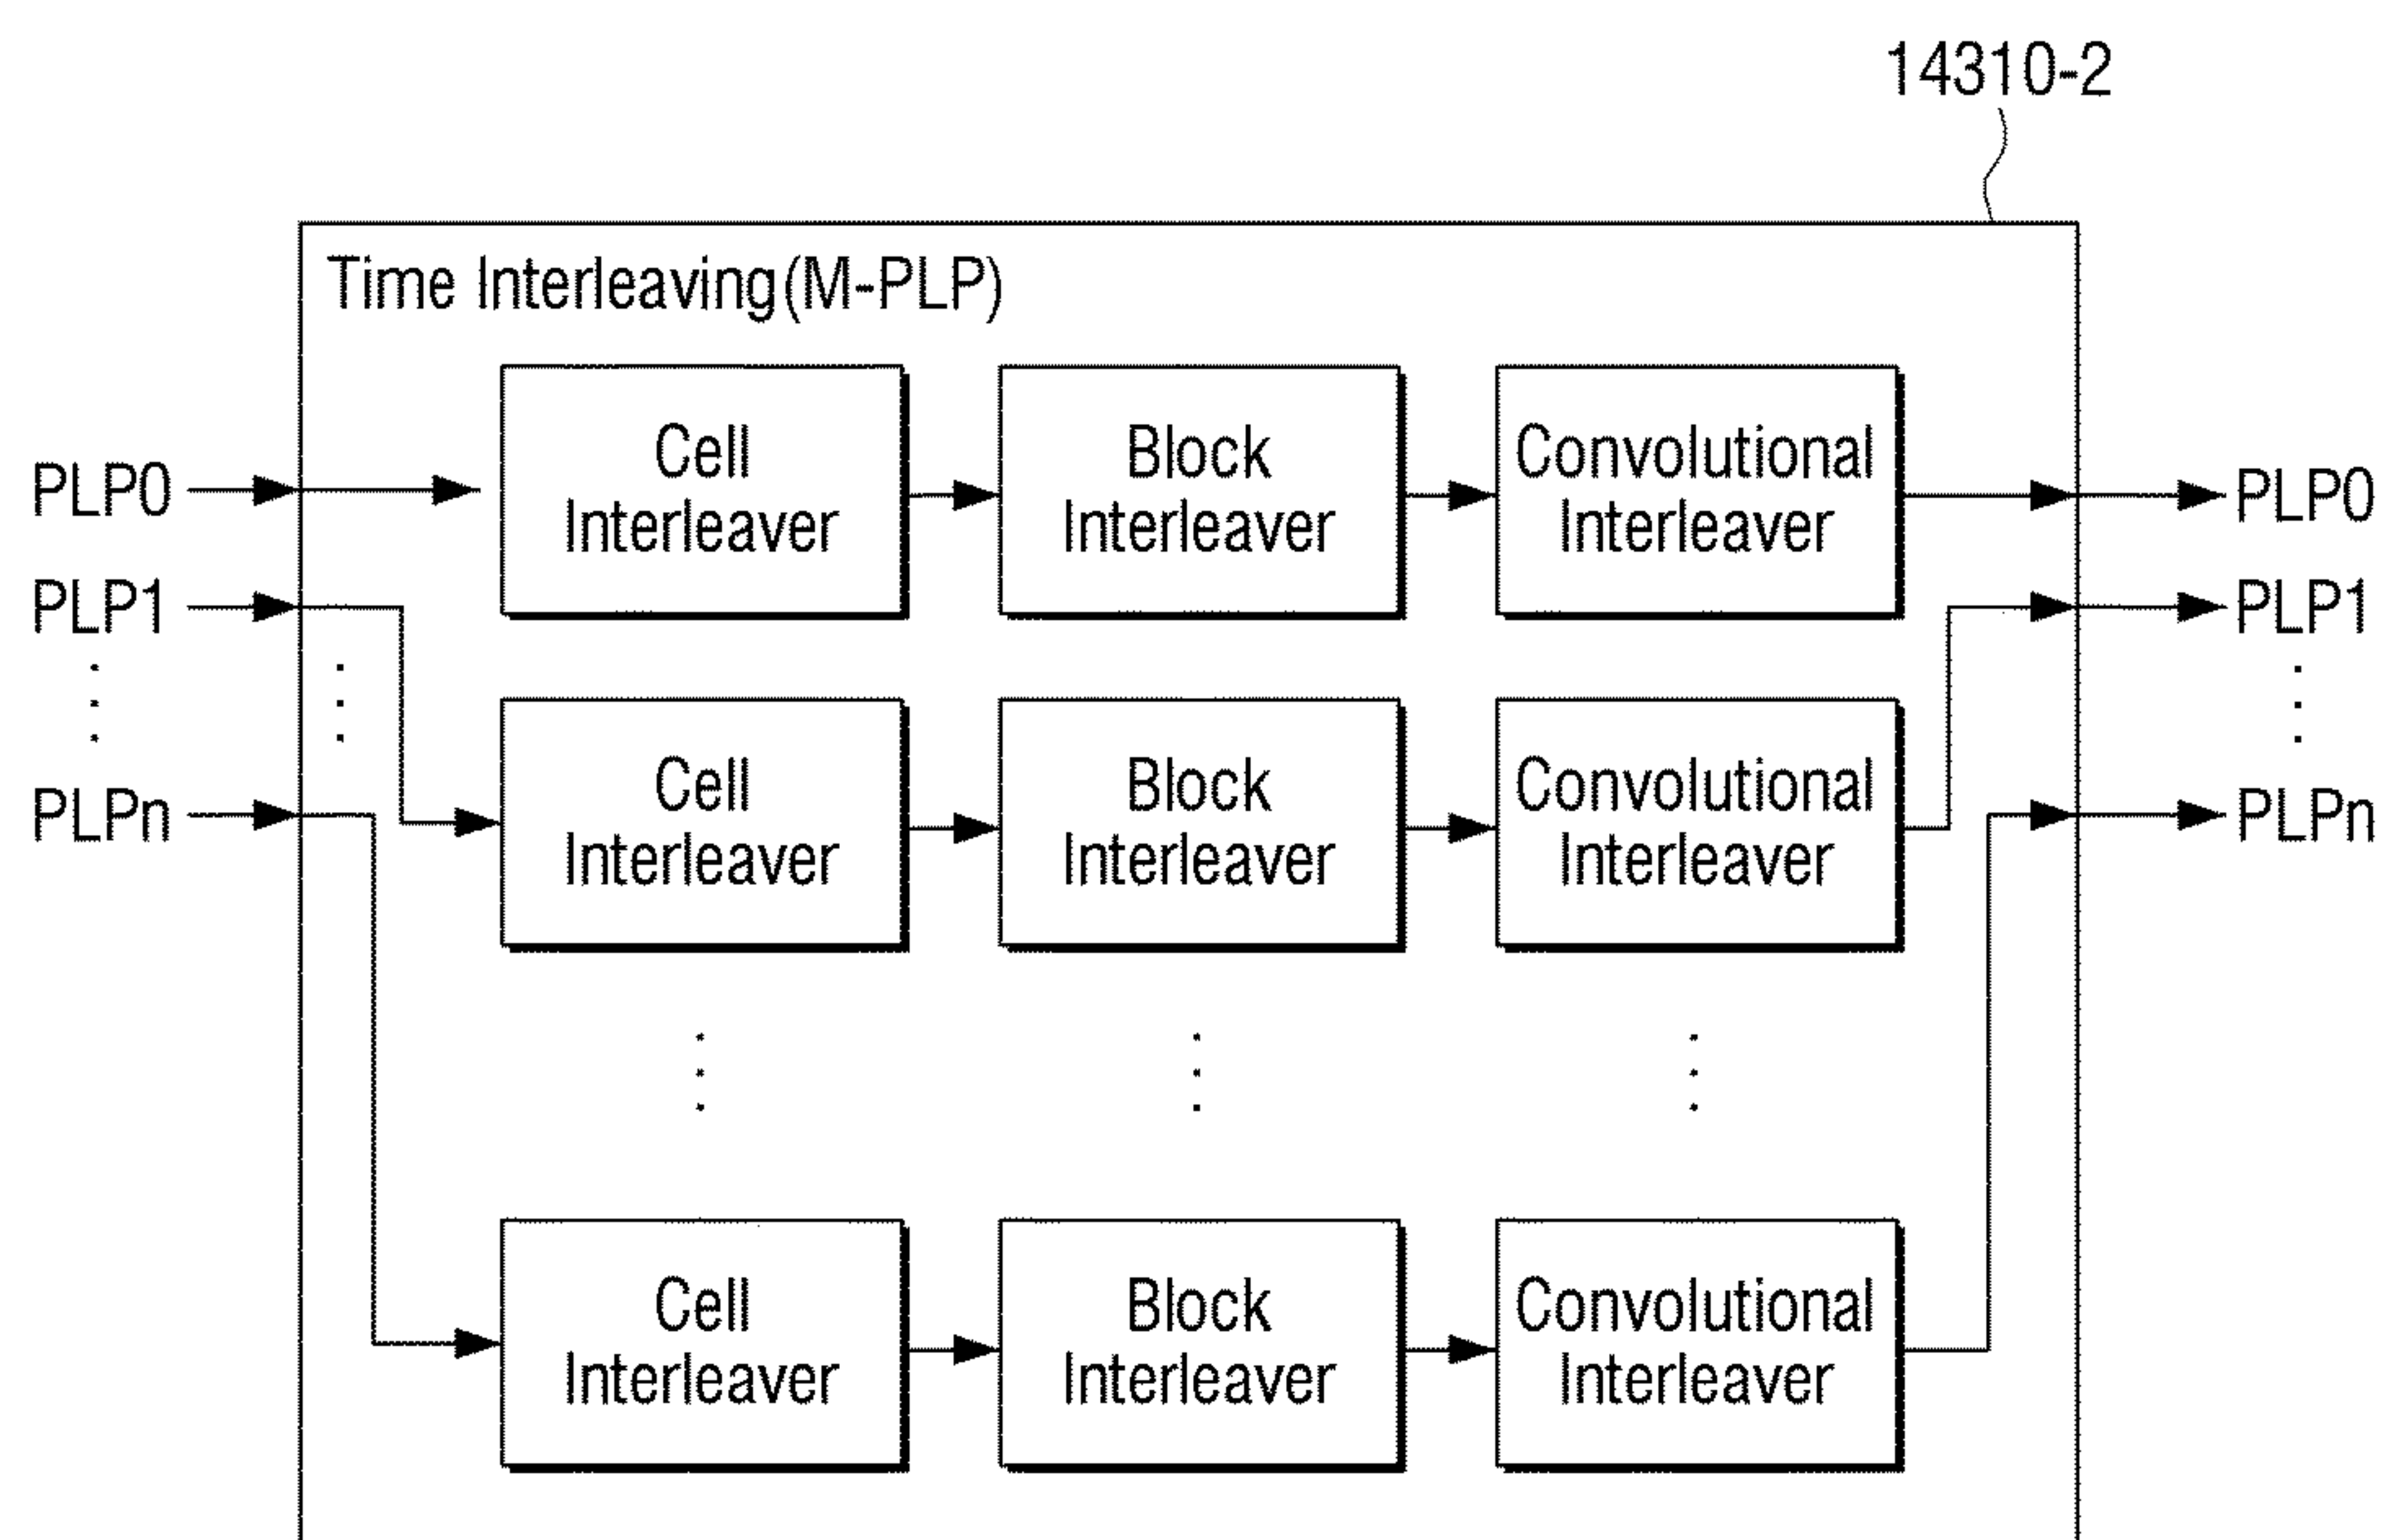 14310-2
Time Interleaving(M-PLP)
PLP0
Cell
Interleaver
Block
Interleaver
Convolutional
Interleaver
PLP0
PLP1
PLP1
PLPn
Cell
Interleaver
Block
Interleaver
Convolutional
Interleaver
PLPn
Cell
Interleaver
Block
Interleaver
Convolutional
Interleaver